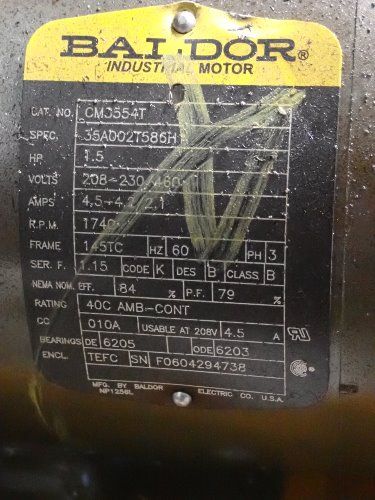 BALDOR®
INDUSTRIAL MOTOR
CAT. NO. CM3554T
SPEC. 35A002T586H
HP. 1.5
VOLTS 208-230/460
AMPS 4.5-4.2/2.1
R.P.M. 1740
FRAME 145TC HZ 60 PH 3
SER. F. 1.15 CODE K DES B CLASS B
NEMA NOM. EFF. 84 % P.F. 79 %
RATING 40C AMB-CONT
CC 010A USABLE AT 208V 4.5 A
BEARINGS DE 6205 ODE 6203
ENCL. TEFC SN F0604294738
MFG. BY BALDOR ELECTRIC CO. U.S.A.
NP1256L